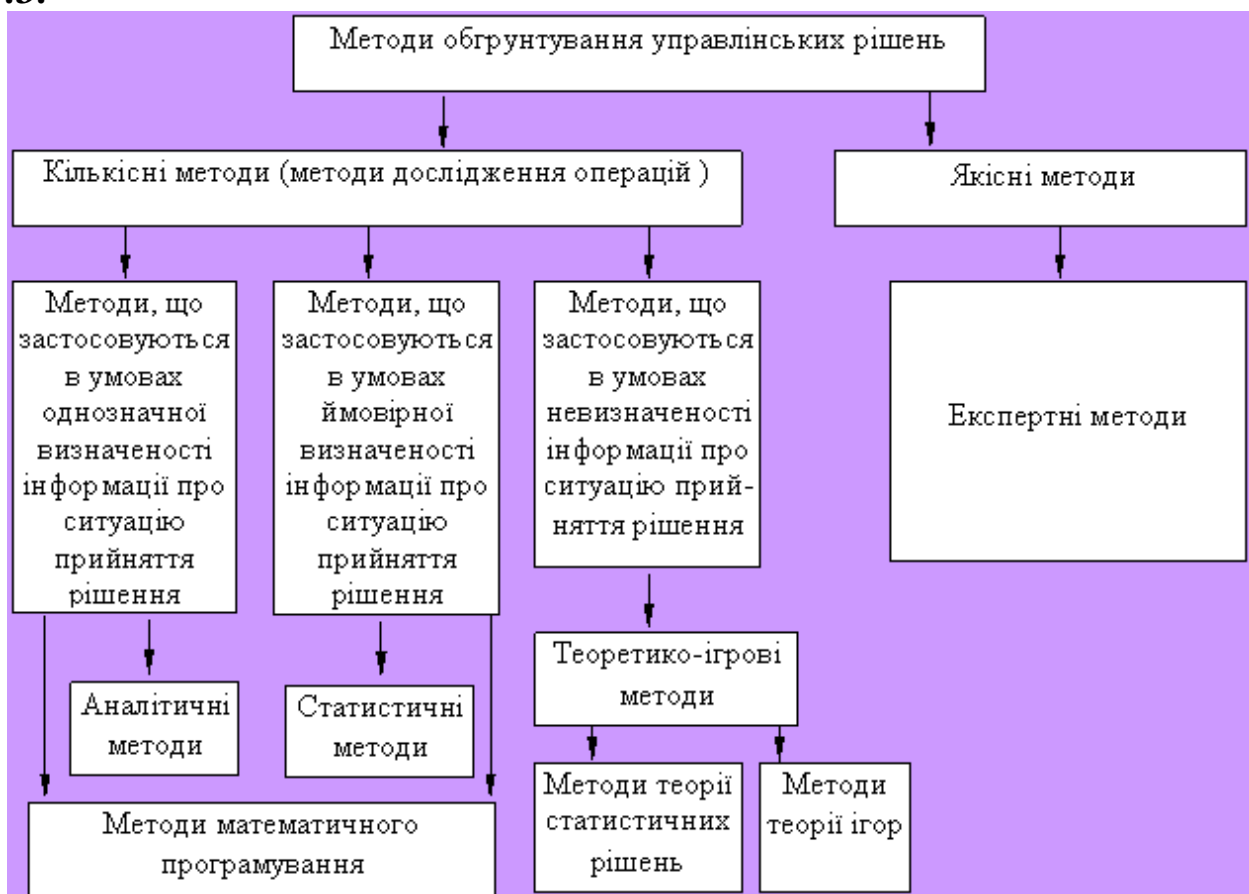 .3.
Методи обгрунтування управлінських рішень
Кількісні методи (методи дослідження операцій )
Якісні методи
Методи, що
застосовуються
в умовах
однозначної
визначеності
інформації про
ситуацію
прийняття
рішення
Методи, що
застосовуються
в умовах
ймовірної
визначеності
інформації про
ситуацію
прийняття
рішення
Методи, що
застосовуються
в умовах
невизначеності
інформації про
ситуацію прий-
няття рішення
Експертні методи
Теоретико-ігрові
методи
Аналітичні
методи
Статистичні
методи
Методи теорії
статистичних
рішень
Методи
теорії ігор
Методи математичного
програмування